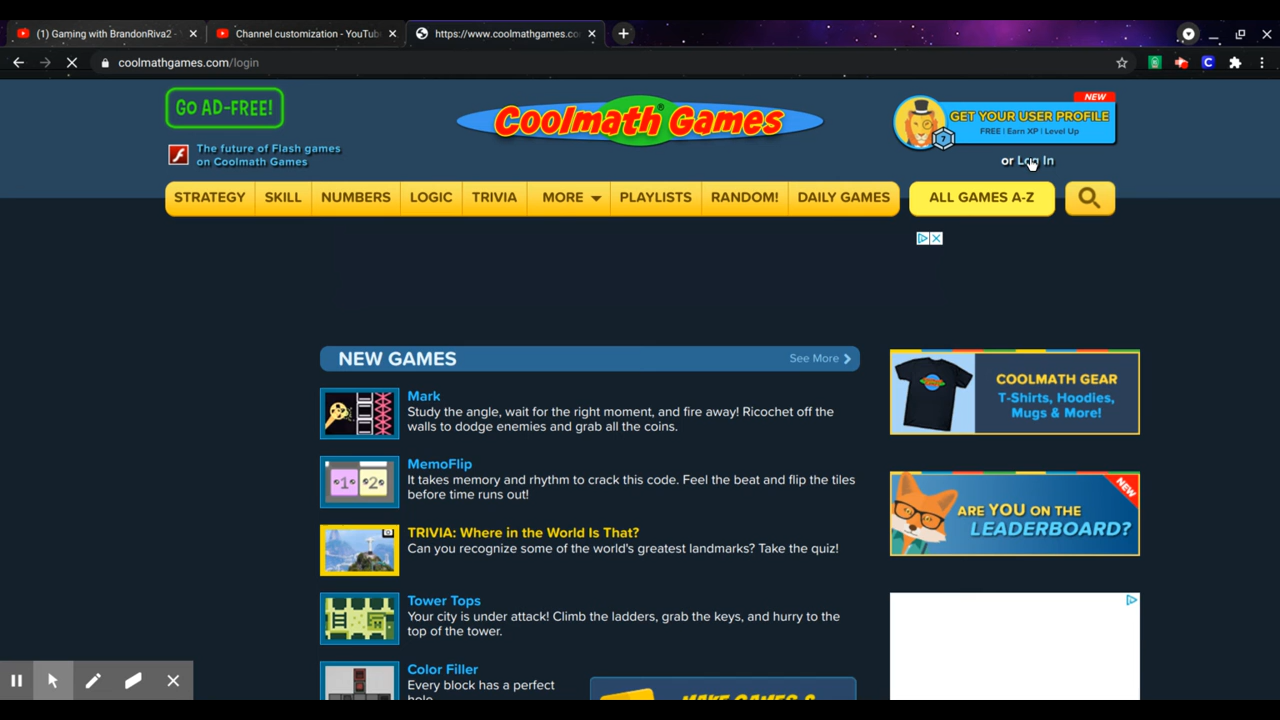 (1) Gaming with BrandonRiva2 -
Channel customization - YouTub
https://www.coolmathgames.co
coolmathgames.com/login
GO AD-FREE!
The future of Flash games
on Coolmath Games
Coolmath Games®
NEW
GET YOUR USER PROFILE
FREE | Earn XP | Level Up
?
or Log In
STRATEGY
SKILL
NUMBERS
LOGIC
TRIVIA
MORE
PLAYLISTS
RANDOM!
DAILY GAMES
ALL GAMES A-Z
NEW GAMES
See More
Mark
Study the angle, wait for the right moment, and fire away! Ricochet off the
walls to dodge enemies and grab all the coins.
1 2
MemoFlip
It takes memory and rhythm to crack this code. Feel the beat and flip the tiles
before time runs out!
TRIVIA: Where in the World Is That?
Can you recognize some of the world's greatest landmarks? Take the quiz!
Tower Tops
Your city is under attack! Climb the ladders, grab the keys, and hurry to the
top of the tower.
Color Filler
Every block has a perfect
COOLMATH GEAR
T-Shirts, Hoodies,
Mugs & More!
NEW
ARE YOU ON THE
LEADERBOARD?